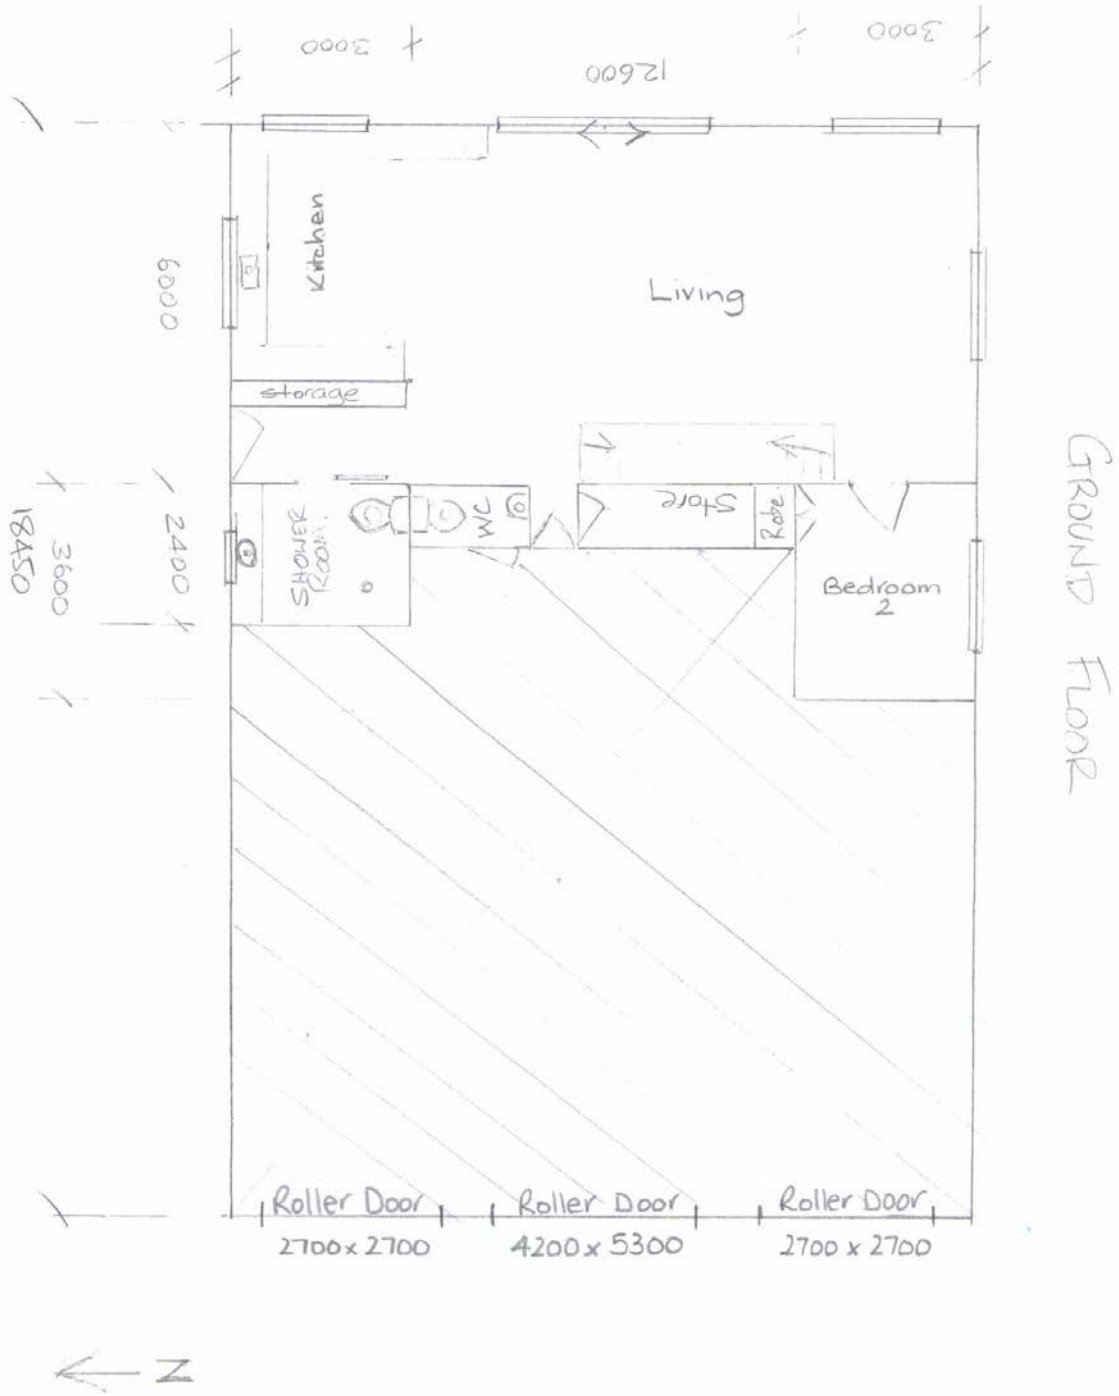 3000
3000
12600
Kitchen
Living
6000
storage
GROUND FLOOR
SHOWER
ROOM.
WC
Store
Robe.
2400
3600
18450
Bedroom
2
Roller Door
Roller Door
Roller Door
2700 x 2700
4200 x 5300
2700 x 2700
N